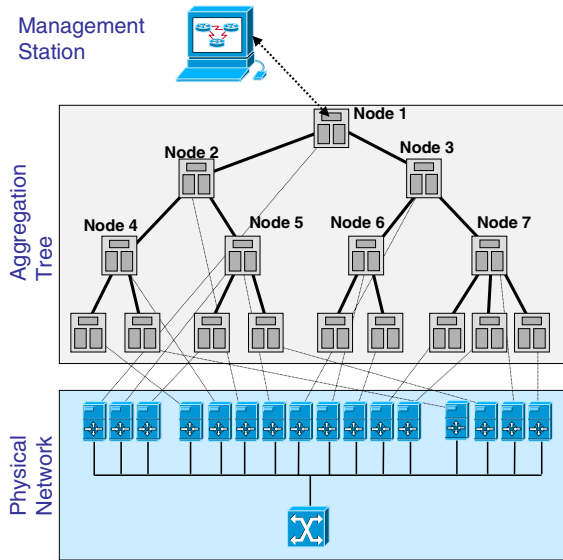 Management
Station
Node 1
Node 2
Node 3
Node 4
Node 5
Node 6
Node 7
Aggregation
Tree
Physical
Network